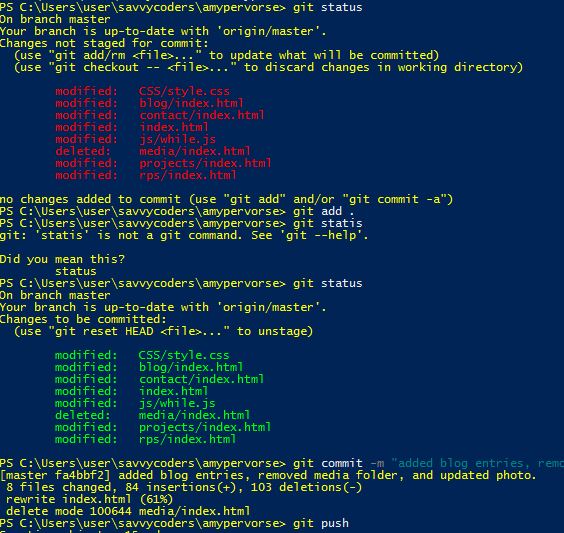 PS C:\Users\user\savvycoders\amypervorse> git status
On branch master
Your branch is up-to-date with 'origin/master'.
Changes not staged for commit:
(use "git add/rm <file>..." to update what will be committed)
(use "git checkout -- <file>..." to discard changes in working directory)
modified: CSS/style.css
modified: blog/index.html
modified: contact/index.html
modified: index.html
modified: js/while.js
deleted: media/index.html
modified: projects/index.html
modified: rps/index.html
no changes added to commit (use "git add" and/or "git commit -a")
PS C:\Users\user\savvycoders\amypervorse> git add .
PS C:\Users\user\savvycoders\amypervorse> git statis
git: 'statis' is not a git command. See 'git --help'.
Did you mean this?
status
PS C:\Users\user\savvycoders\amypervorse> git status
On branch master
Your branch is up-to-date with 'origin/master'.
Changes to be committed:
(use "git reset HEAD <file>..." to unstage)
modified: CSS/style.css
modified: blog/index.html
modified: contact/index.html
modified: index.html
modified: js/while.js
deleted: media/index.html
modified: projects/index.html
modified: rps/index.html
PS C:\Users\user\savvycoders\amypervorse> git commit -m "added blog entries, remo
[master fa4bbf2] added blog entries, removed media folder, and updated photo.
8 files changed, 84 insertions(+), 103 deletions(-)
rewrite index.html (61%)
delete mode 100644 media/index.html
PS C:\Users\user\savvycoders\amypervorse> git push